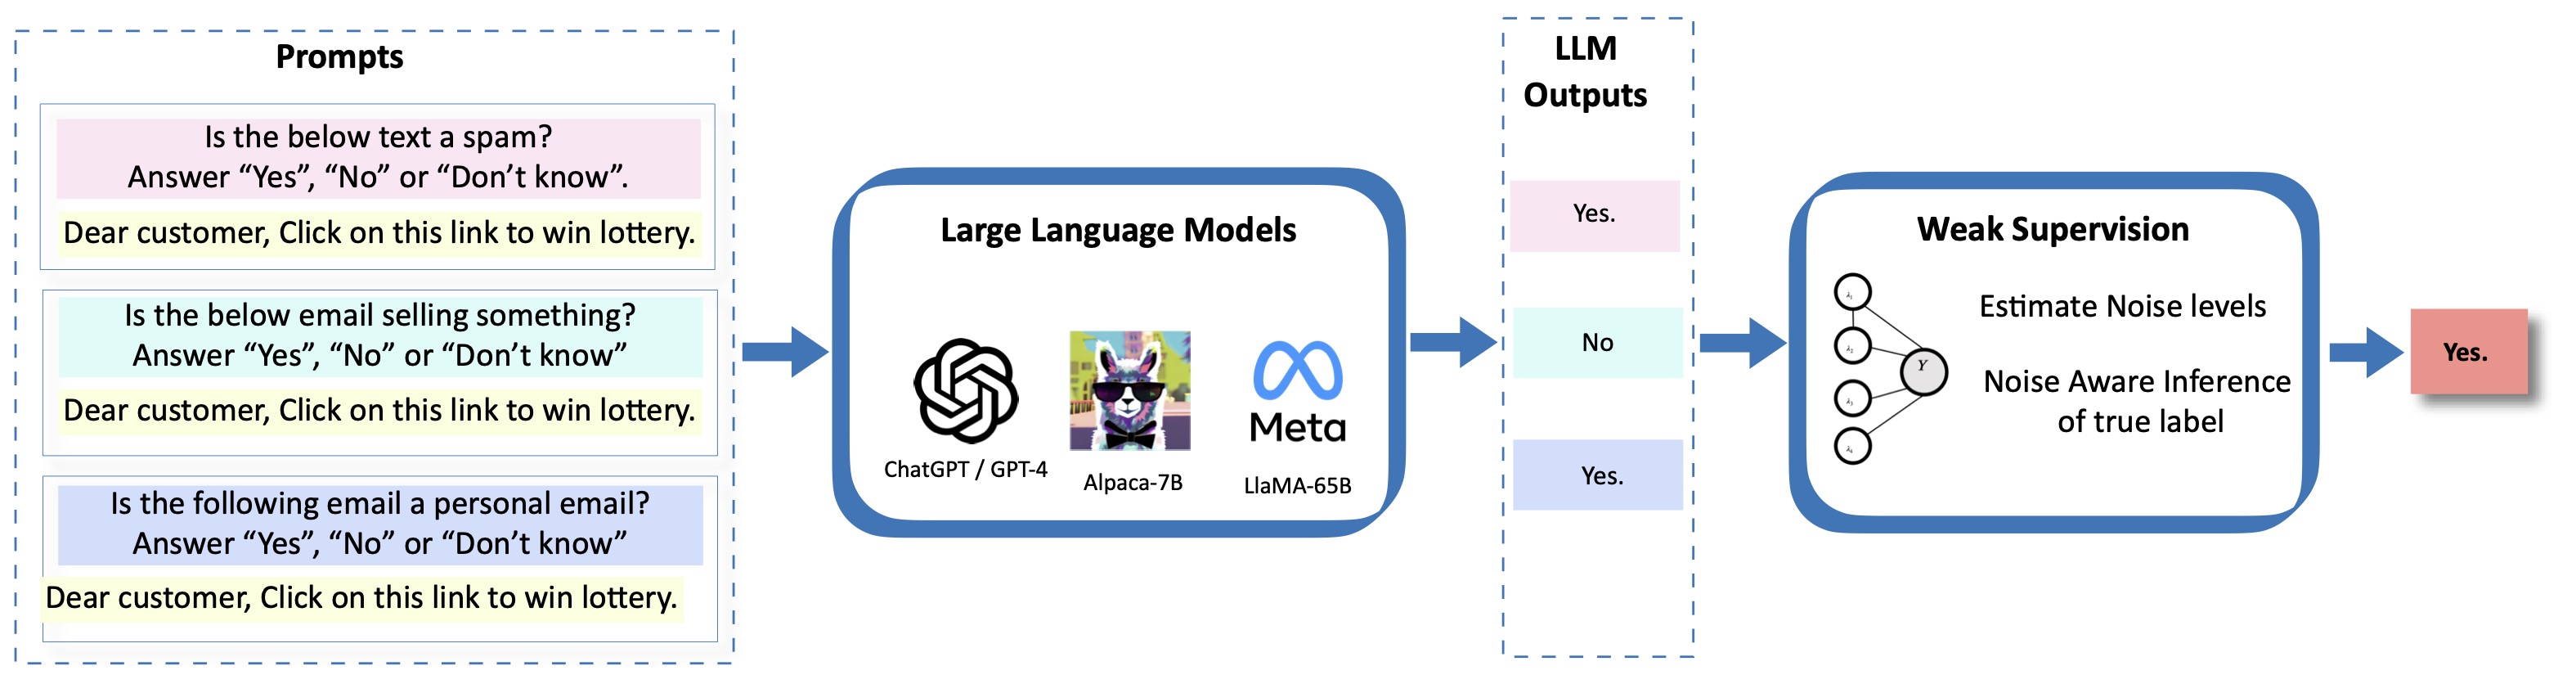 Prompts
Is the below text a spam?
Answer “Yes”, “No” or “Don’t know”.
Dear customer, Click on this link to win lottery.
Is the below email selling something?
Answer “Yes”, “No” or “Don’t know”
Dear customer, Click on this link to win lottery.
Is the following email a personal email?
Answer “Yes”, “No” or “Don’t know”
Dear customer, Click on this link to win lottery.
Large Language Models
Meta
ChatGPT / GPT-4
Alpaca-7B
LlaMA-65B
LLM
Outputs
Yes.
No
Yes.
Weak Supervision
λ₁
λ₂
λ₃
λ₄
Y
Estimate Noise levels
Noise Aware Inference
of true label
Yes.